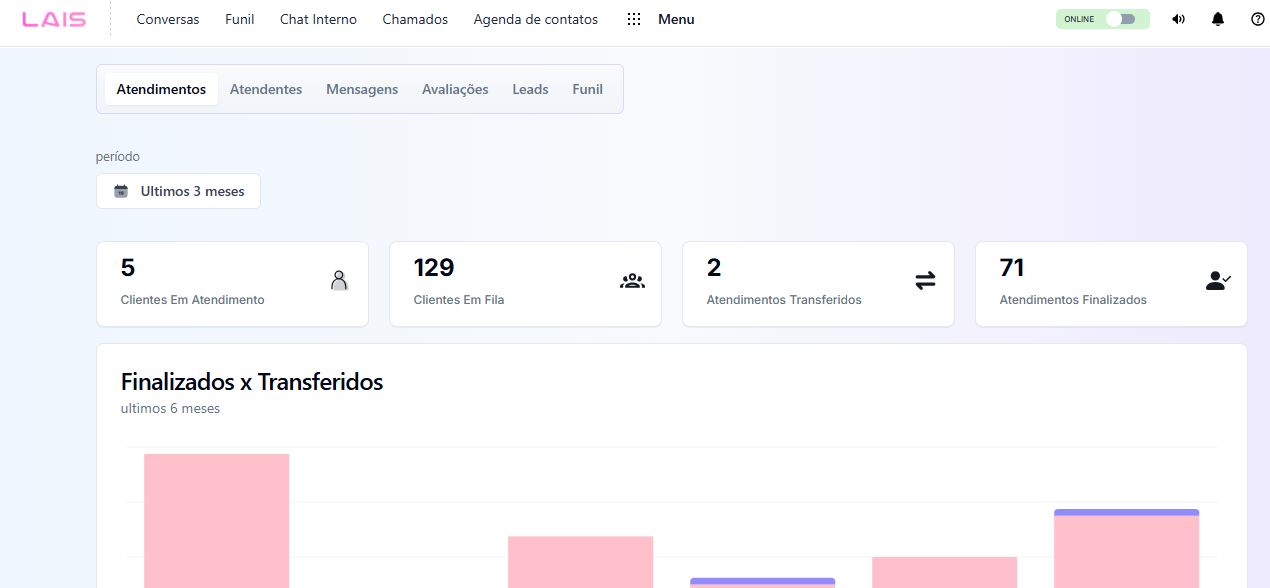 LAIS Conversas Funil Chat Interno Chamados Agenda de contatos Menu ONLINE
Atendimentos Atendentes Mensagens Avaliações Leads Funil
período
Ultimos 3 meses
5 129 2 71
Clientes Em Atendimento Clientes Em Fila Atendimentos Transferidos Atendimentos Finalizados
Finalizados x Transferidos
ultimos 6 meses